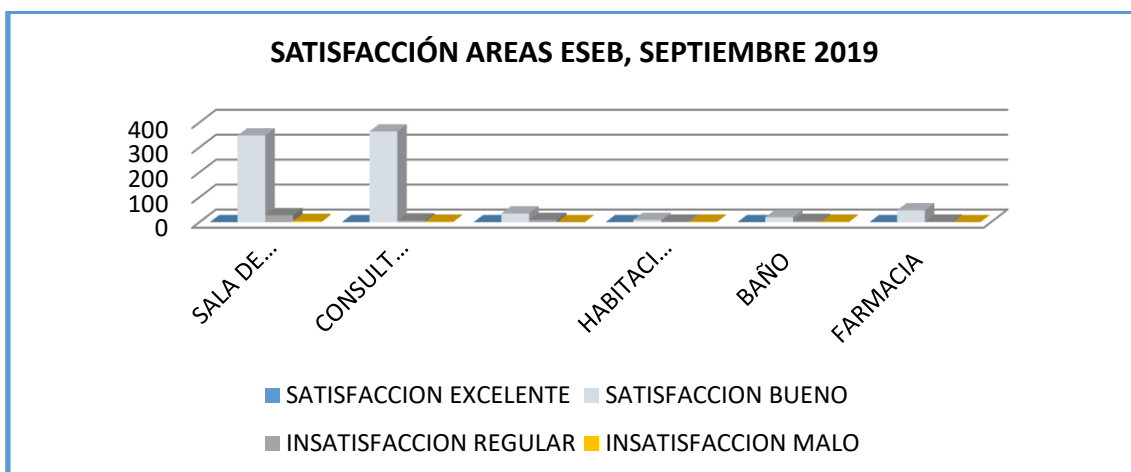 SATISFACCIÓN AREAS ESEB, SEPTIEMBRE 2019
400
300
200
100
0
SALA DE...
CONSULT...
HABITACI...
BAÑO
FARMACIA
SATISFACCION EXCELENTE SATISFACCION BUENO
INSATISFACCION REGULAR INSATISFACCION MALO